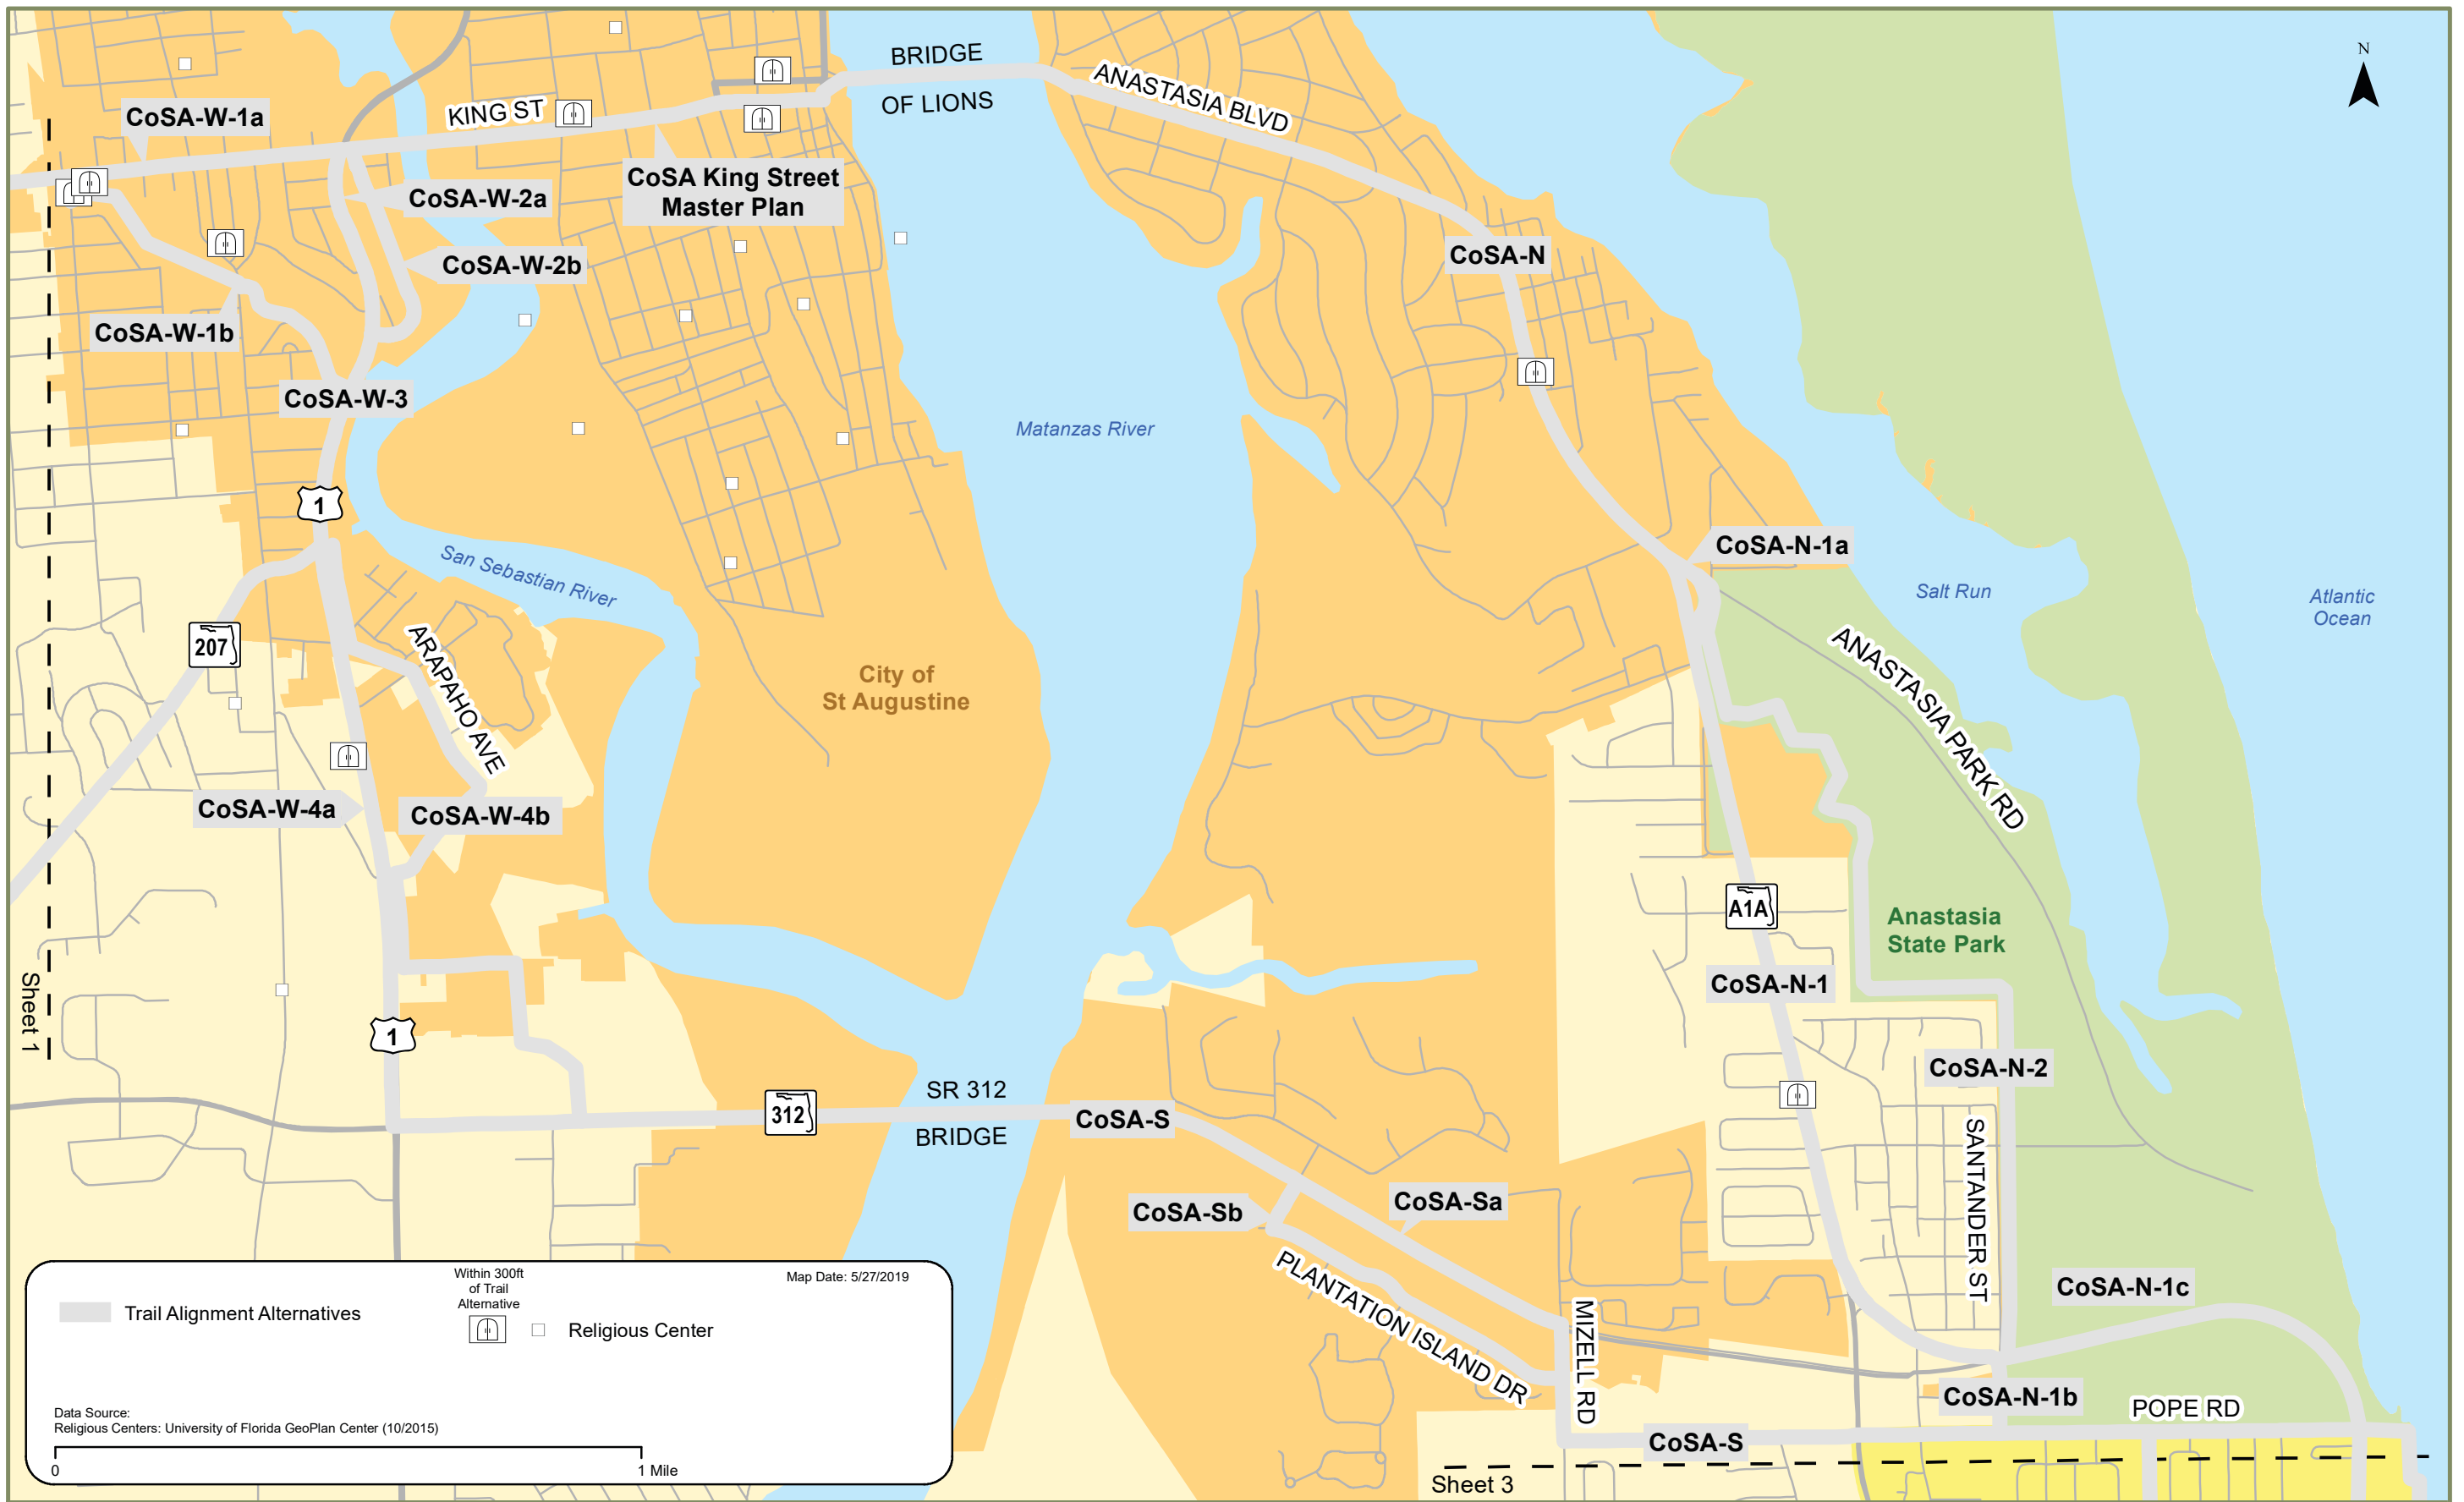 BRIDGE
OF LIONS
N
ANASTASIA BLVD
KING ST
CoSA-W-1a
CoSA King Street
Master Plan
CoSA-W-2a
CoSA-W-2b
CoSA-N
CoSA-W-1b
CoSA-W-3
Matanzas River
1
San Sebastian River
CoSA-N-1a
Salt Run
Atlantic
Ocean
207
ARAPAHO AVE
City of
St Augustine
ANASTASIA PARK RD
CoSA-W-4a
CoSA-W-4b
A1A
Anastasia
State Park
CoSA-N-1
Sheet 1
1
CoSA-N-2
SR 312
312
CoSA-S
BRIDGE
SANTANDER ST
CoSA-Sb
CoSA-Sa
PLANTATION ISLAND DR
MIZELL RD
CoSA-N-1c
CoSA-N-1b
POPE RD
CoSA-S
Sheet 3
Within 300ft
of Trail
Alternative
Map Date: 5/27/2019
Trail Alignment Alternatives
Religious Center
Data Source:
Religious Centers: University of Florida GeoPlan Center (10/2015)
0
1 Mile